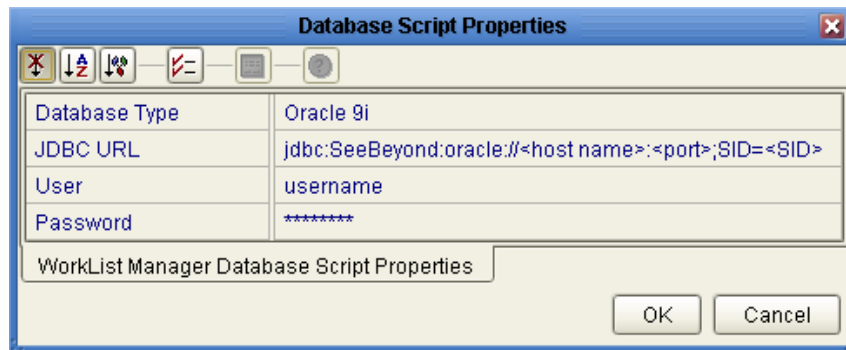 Database Script Properties
Database Type Oracle 9i
JDBC URL jdbc:SeeBeyond:oracle://<host name>:<port>;SID=<SID>
User username
Password ********
WorkList Manager Database Script Properties
OK Cancel